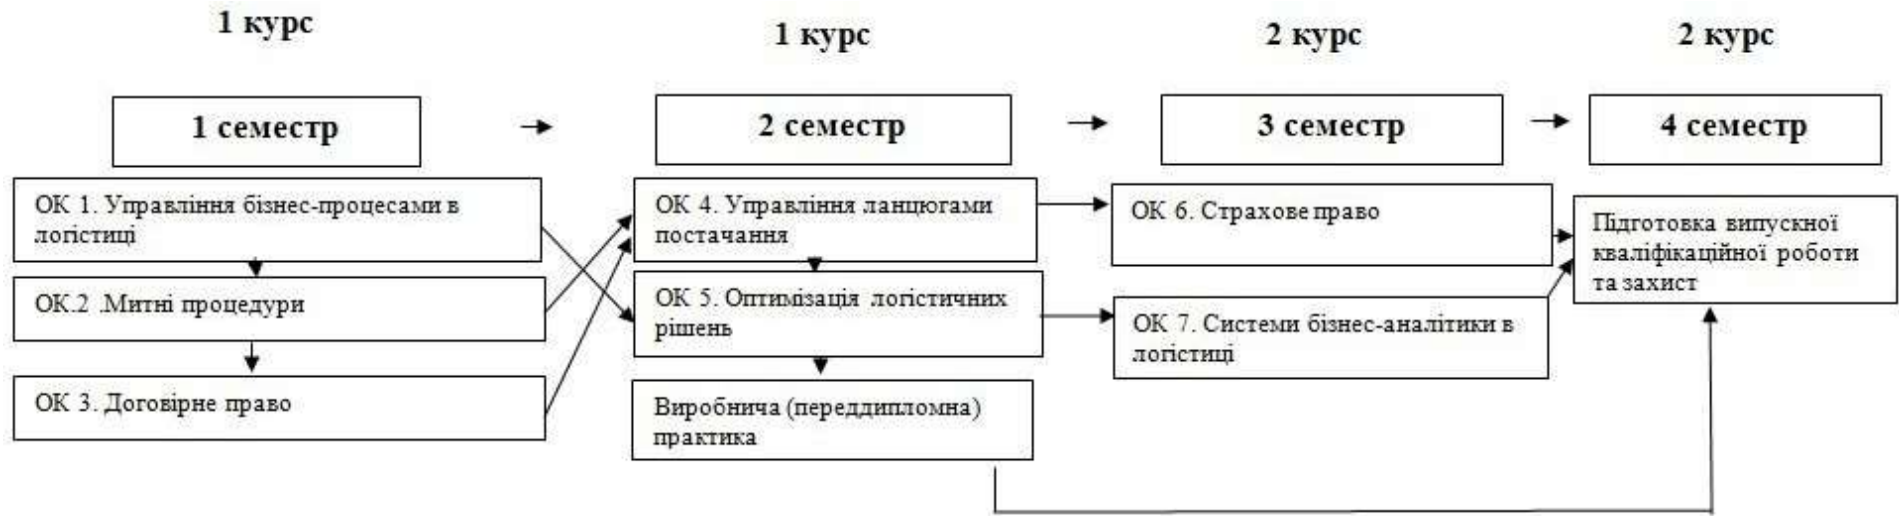 1 курс
1 курс
2 курс
2 курс
1 семестр
2 семестр
3 семестр
4 семестр
ОК 1. Управління бізнес-процесами в
логістиці
ОК.2 .Митні процедури
ОК 3. Договірне право
ОК 4. Управління ланцюгами
постачання
ОК 5. Оптимізація логістичних
рішень
Виробнича (переддипломна)
практика
ОК 6. Страхове право
ОК 7. Системи бізнес-аналітики в
логістиці
Підготовка випускної
кваліфікаційної роботи
та захист